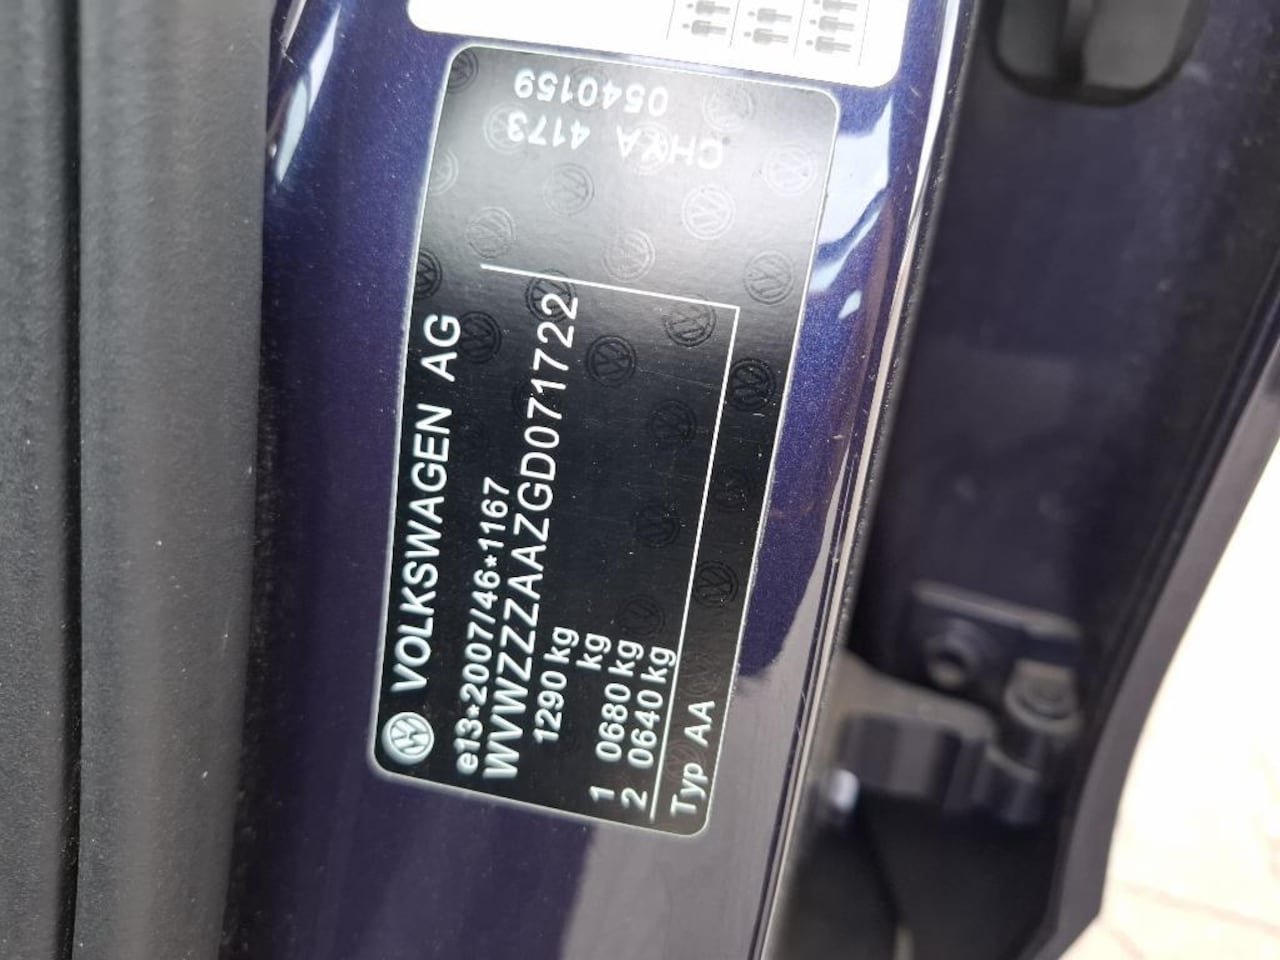 VOLKSWAGEN AG
e13*2007/46*1167
WVWZZZAAZGD071722
1290 kg
kg
1 0680 kg
2 0640 kg
Typ AA
CHYA 4173
0540159